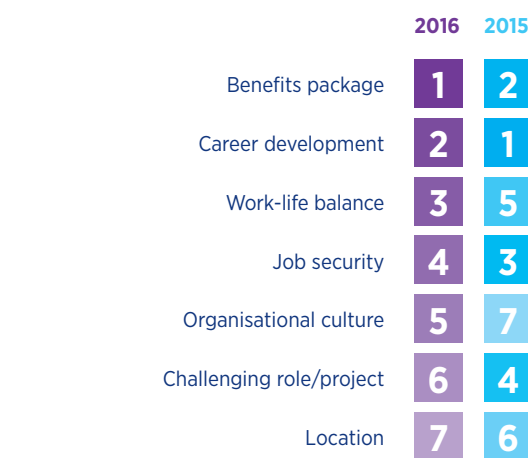 2016 2015
Benefits package 1 2
Career development 2 1
Work-life balance 3 5
Job security 4 3
Organisational culture 5 7
Challenging role/project 6 4
Location 7 6